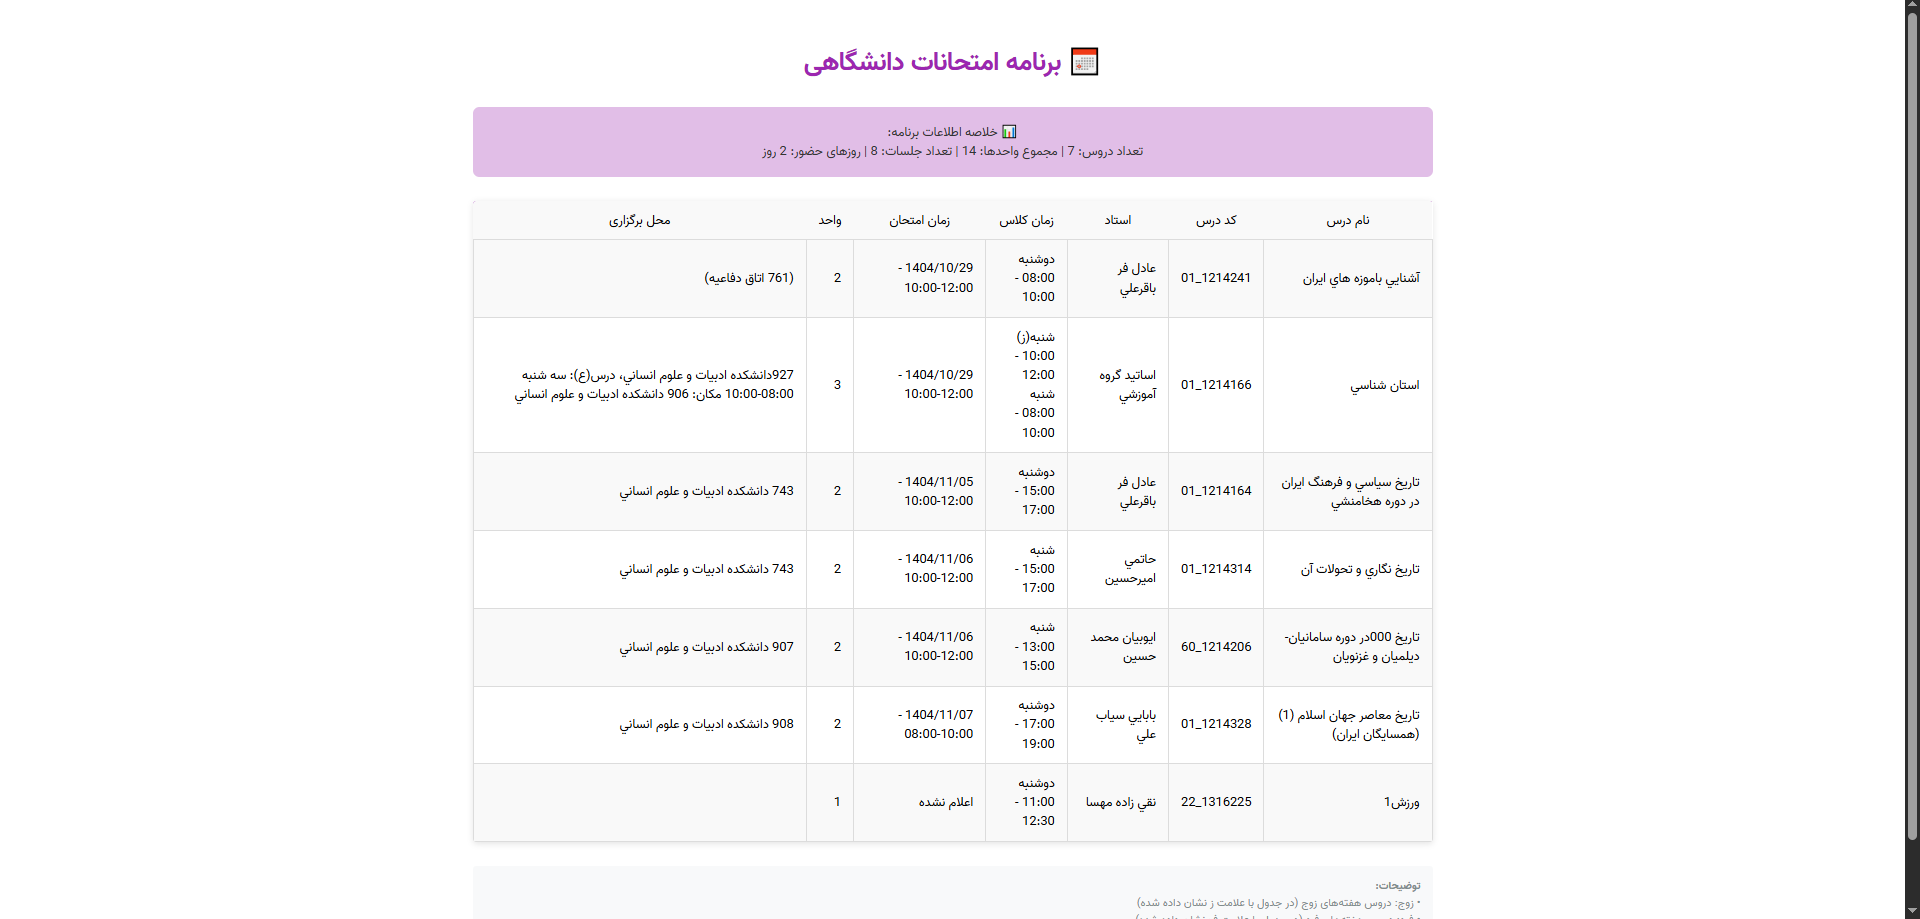 برنامه امتحانات دانشگاهی
خلاصه اطلاعات برنامه:
تعداد دروس: 7 | مجموع واحدها: 14 | تعداد جلسات: 8 | روزهای حضور: 2 روز
نام درس کد درس استاد زمان کلاس زمان امتحان واحد محل برگزاری
آشنايي باموزه هاي ايران
01_1214241
عادل فر
باقرعلي
دوشنبه
08:00 -
10:00
1404/10/29 -
10:00-12:00
2
(761 اتاق دفاعيه)
استان شناسي
01_1214166
اساتيد گروه
آموزشي
شنبه(ز)
10:00 -
12:00
شنبه
08:00 -
10:00
1404/10/29 -
10:00-12:00
3
927دانشكده ادبيات و علوم انساني، درس(ع): سه شنبه
10:00-08:00 مكان: 906 دانشكده ادبيات و علوم انساني
تاريخ سياسي و فرهنگ ايران
در دوره هخامنشي
01_1214164
عادل فر
باقرعلي
دوشنبه
15:00 -
17:00
1404/11/05 -
10:00-12:00
2
743 دانشكده ادبيات و علوم انساني
تاريخ نگاري و تحولات آن
01_1214314
حاتمي
اميرحسين
شنبه
15:00 -
17:00
1404/11/06 -
10:00-12:00
2
743 دانشكده ادبيات و علوم انساني
تاريخ 000در دوره سامانيان-
ديلميان و غزنويان
60_1214206
ايوبيان محمد
حسين
شنبه
13:00 -
15:00
1404/11/06 -
10:00-12:00
2
907 دانشكده ادبيات و علوم انساني
تاريخ معاصر جهان اسلام (1)
(همسايگان ايران)
01_1214328
بابايي سياب
علي
دوشنبه
17:00 -
19:00
1404/11/07 -
08:00-10:00
2
908 دانشكده ادبيات و علوم انساني
ورزش1
22_1316225
نقي زاده مهسا
دوشنبه
11:00 -
12:30
اعلام نشده
1
توضیحات:
• زوج: دروس هفته‌های زوج (در جدول با علامت ز نشان داده شده)